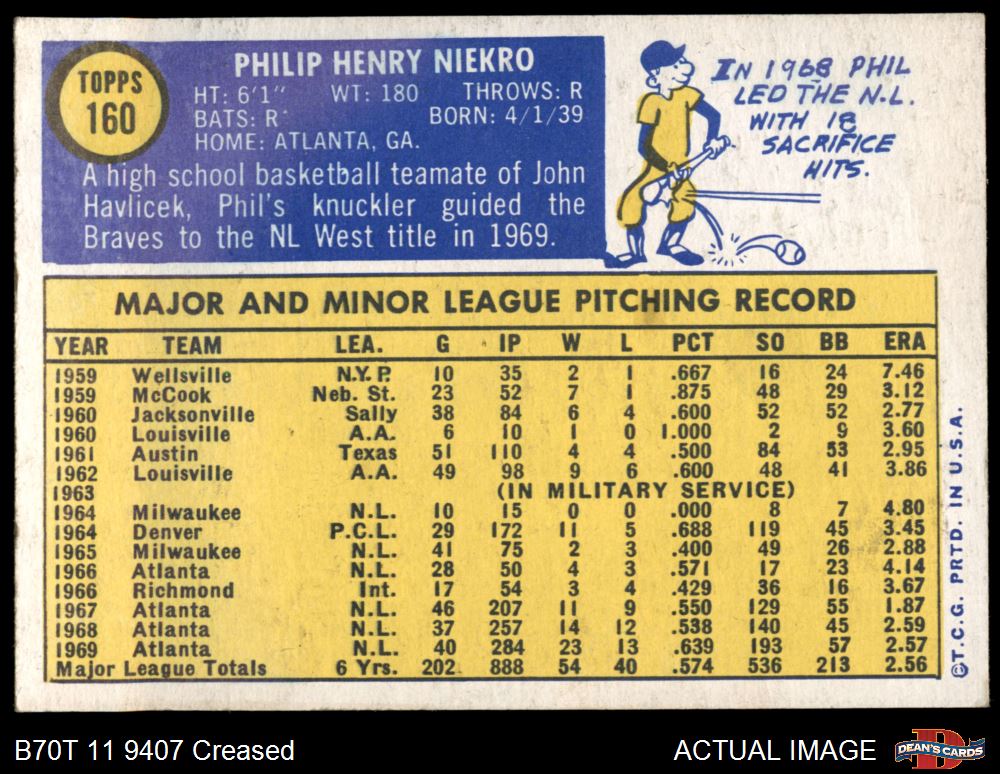 TOPPS
160
PHILIP HENRY NIEKRO
HT: 6'1" WT: 180 THROWS: R
BATS: R BORN: 4/1/39
HOME: ATLANTA, GA.
A high school basketball teamate of John
Havlicek, Phil's knuckler guided the
Braves to the NL West title in 1969.
IN 1968 PHIL
LED THE N.L.
WITH 18
SACRIFICE
HITS.
MAJOR AND MINOR LEAGUE PITCHING RECORD
YEAR TEAM LEA. G IP W L PCT SO BB ERA
1959 Wellsville N.Y.P. 10 35 2 1 .667 16 24 7.46
1959 McCook Neb. St. 23 52 7 1 .875 48 29 3.12
1960 Jacksonville Sally 38 84 6 4 .600 52 52 2.77
1960 Louisville A.A. 6 10 1 0 1.000 2 9 3.60
1961 Austin Texas 51 110 4 4 .500 84 53 2.95
1962 Louisville A.A. 49 98 9 6 .600 48 41 3.86
1963 (IN MILITARY SERVICE)
1964 Milwaukee N.L. 10 15 0 0 .000 8 7 4.80
1964 Denver P.C.L. 29 172 11 5 .688 119 45 3.45
1965 Milwaukee N.L. 41 75 2 3 .400 49 26 2.88
1966 Atlanta N.L. 28 50 4 3 .571 17 23 4.14
1966 Richmond Int. 17 54 3 4 .429 36 16 3.67
1967 Atlanta N.L. 46 207 11 9 .550 129 55 1.87
1968 Atlanta N.L. 37 257 14 12 .538 140 45 2.59
1969 Atlanta N.L. 40 284 23 13 .639 193 57 2.57
Major League Totals 6 Yrs. 202 888 54 40 .574 536 213 2.56
©T.C.G. PRTD. IN U.S.A.
B70T 11 9407 Creased
ACTUAL IMAGE
DEAN'S CARDS